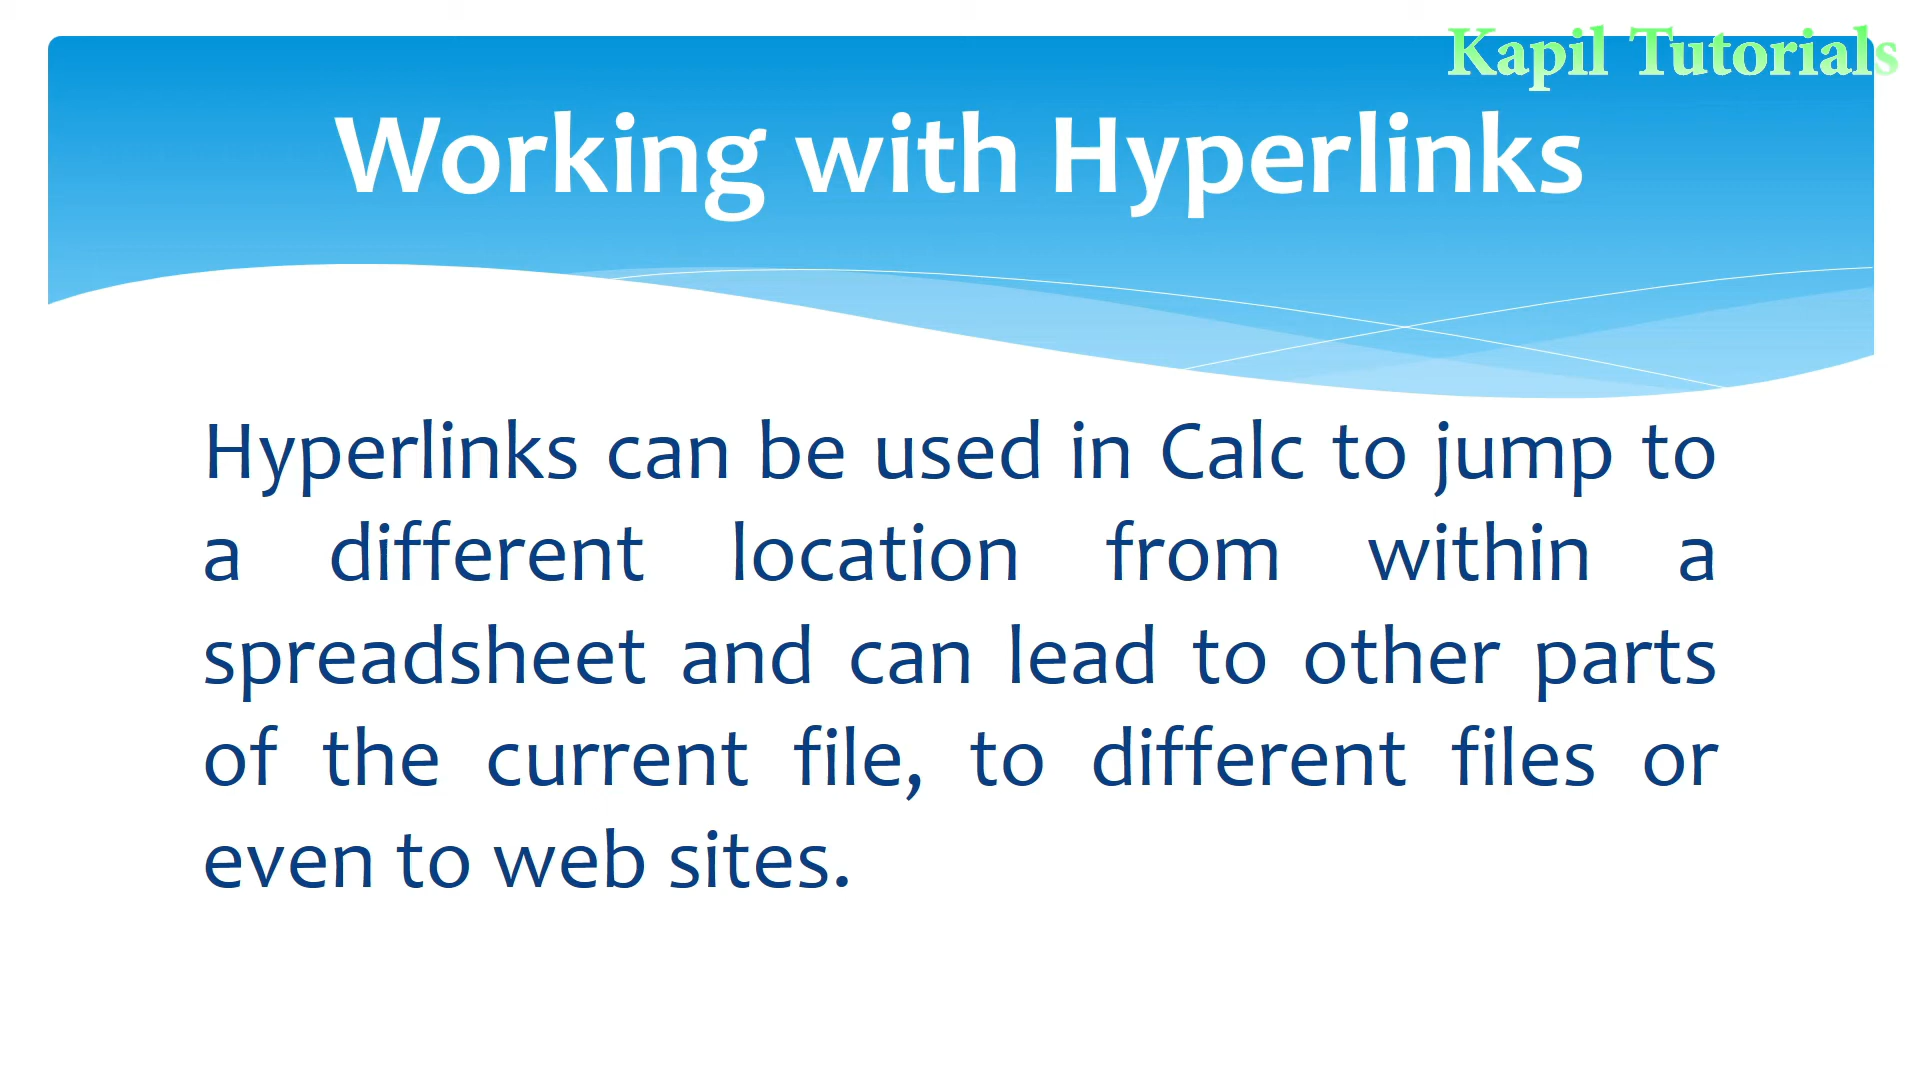 Kapil Tutorials
Working with Hyperlinks
Hyperlinks can be used in Calc to jump to
a different location from within a
spreadsheet and can lead to other parts
of the current file, to different files or
even to web sites.